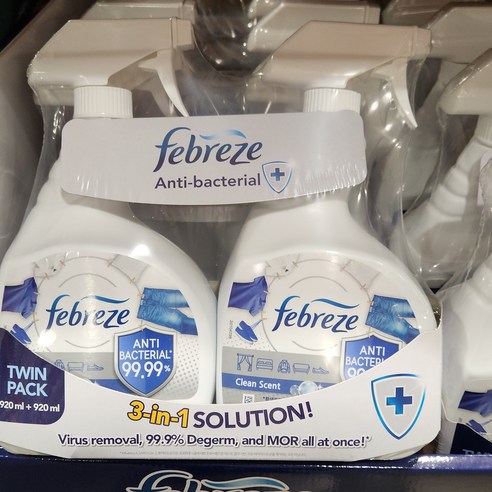 febreze
Anti-bacterial
febreze
ANTI
BACTERIAL*
99.99%
febreze
ANTI
BACTERIAL*
Clean Scent
TWIN
PACK
920 ml + 920 ml
3-in-1 SOLUTION!
Virus removal, 99.9% Degerm, and MOR all at once!*
febreze